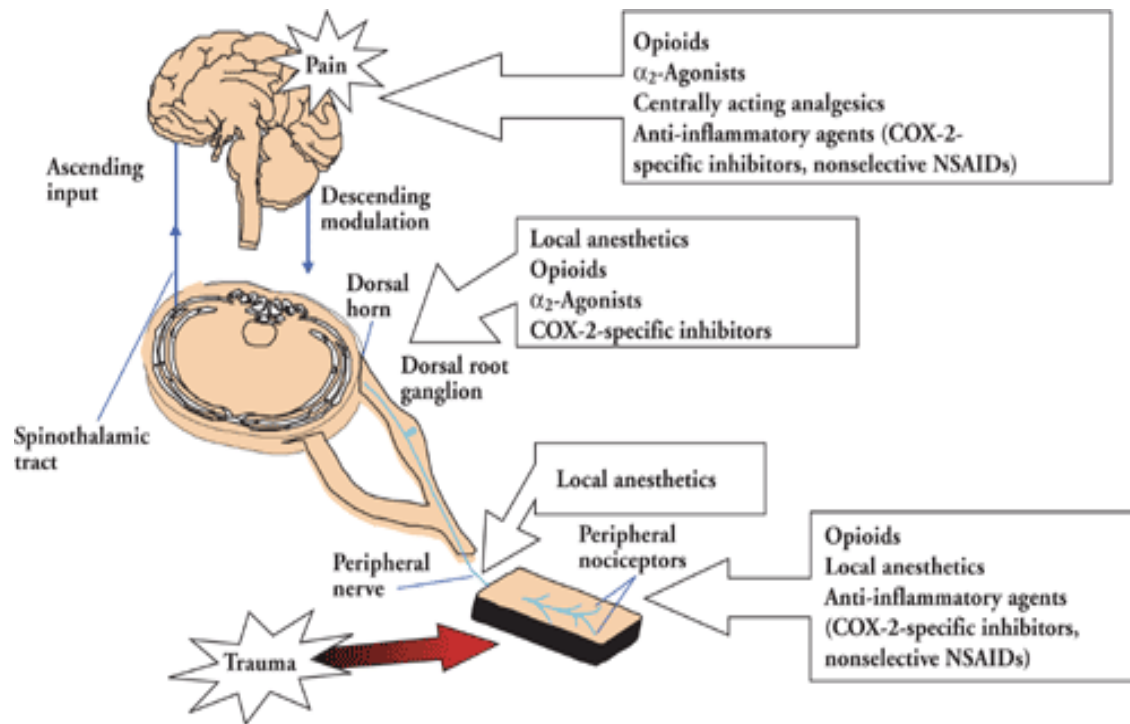 Pain
Opioids
α₂-Agonists
Centrally acting analgesics
Anti-inflammatory agents (COX-2-
specific inhibitors, nonselective NSAIDs)
Ascending
input
Descending
modulation
Local anesthetics
Opioids
α₂-Agonists
COX-2-specific inhibitors
Dorsal
horn
Dorsal root
ganglion
Spinothalamic
tract
Local anesthetics
Peripheral
nociceptors
Peripheral
nerve
Opioids
Local anesthetics
Anti-inflammatory agents
(COX-2-specific inhibitors,
nonselective NSAIDs)
Trauma